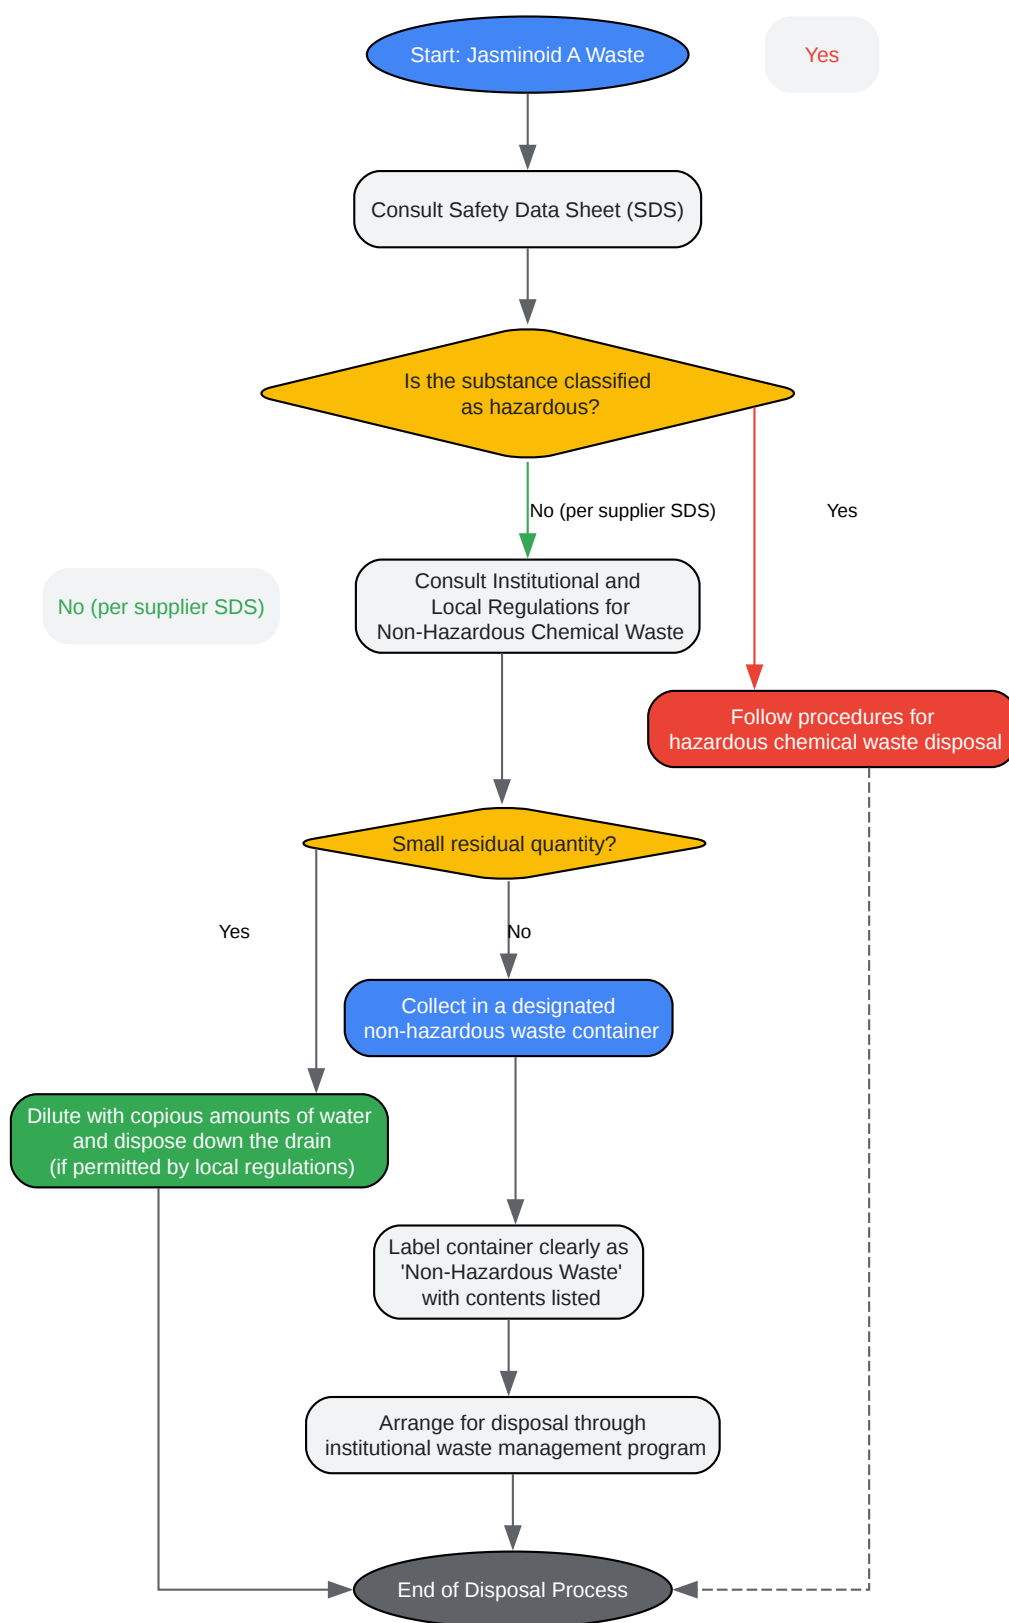 Start: Jasminoid A Waste
Yes
Consult Safety Data Sheet (SDS)
Is the substance classified
as hazardous?
No (per supplier SDS)
Yes
Consult Institutional and
Local Regulations for
Non-Hazardous Chemical Waste
No (per supplier SDS)
Follow procedures for
hazardous chemical waste disposal
Small residual quantity?
Yes
No
Collect in a designated
non-hazardous waste container
Dilute with copious amounts of water
and dispose down the drain
(if permitted by local regulations)
Label container clearly as
'Non-Hazardous Waste'
with contents listed
Arrange for disposal through
institutional waste management program
End of Disposal Process